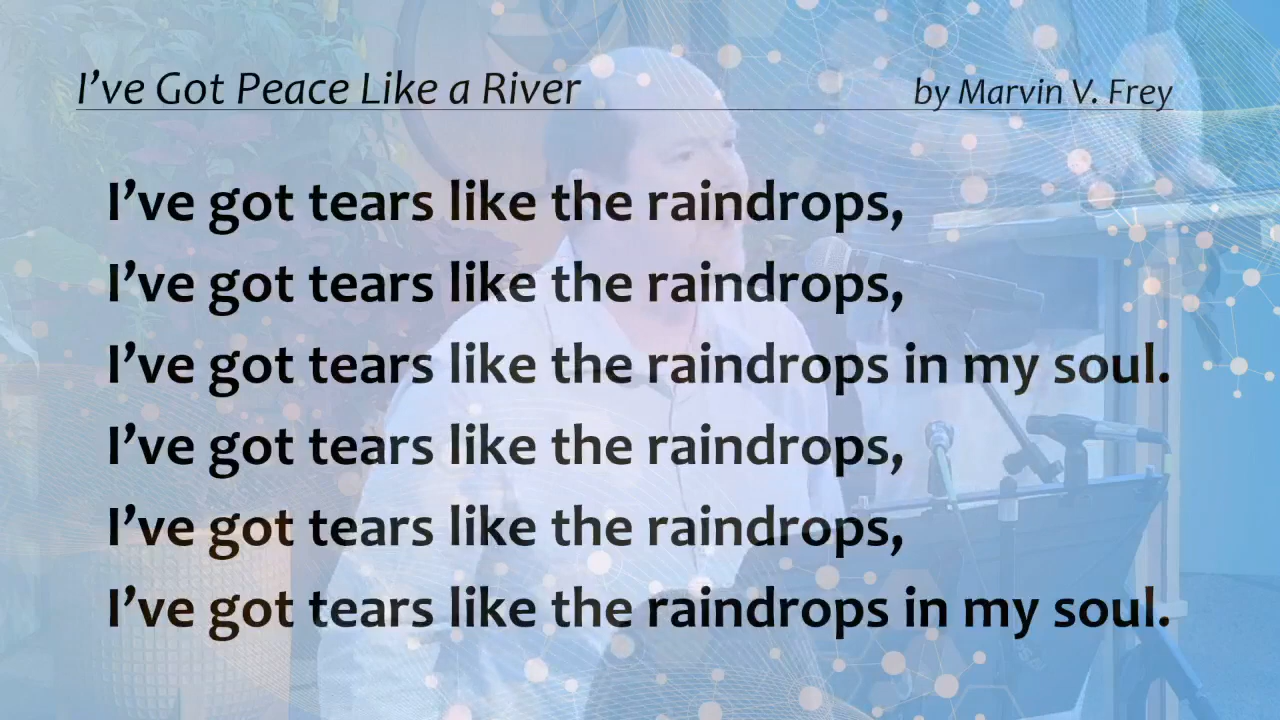 I’ve Got Peace Like a River
by Marvin V. Frey
I’ve got tears like the raindrops,
I’ve got tears like the raindrops,
I’ve got tears like the raindrops in my soul.
I’ve got tears like the raindrops,
I’ve got tears like the raindrops,
I’ve got tears like the raindrops in my soul.